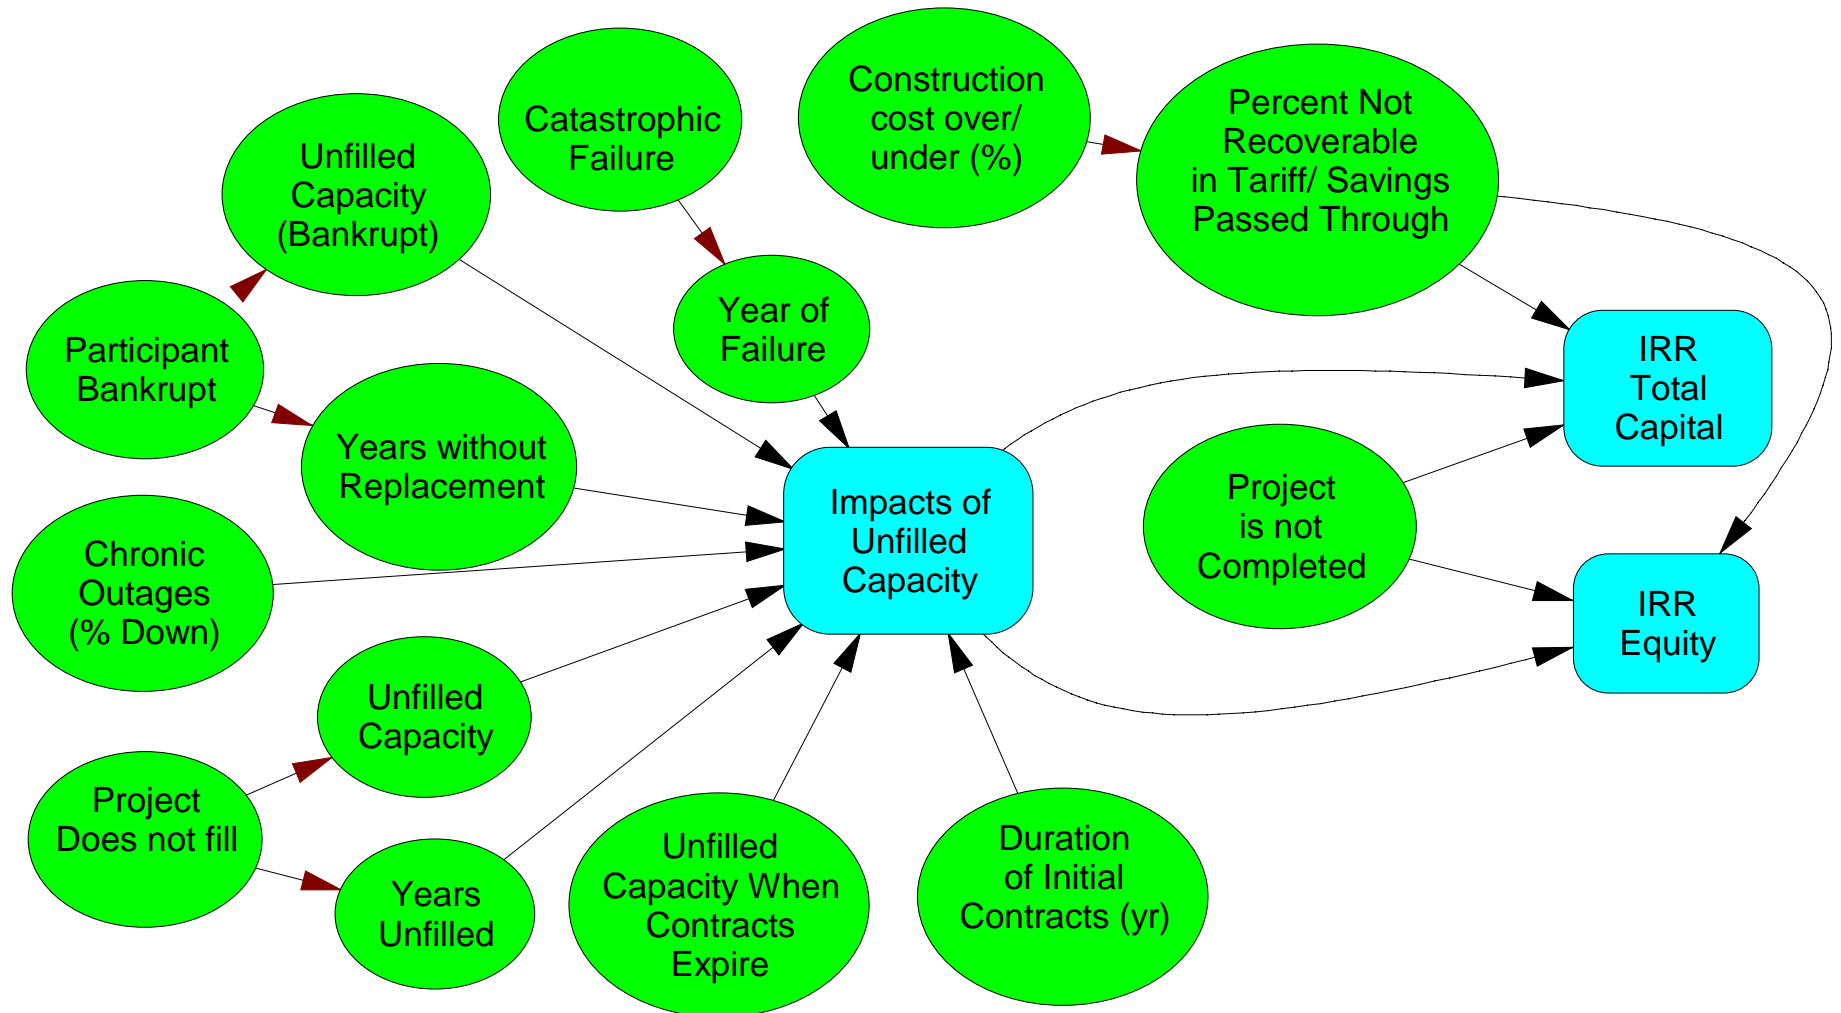 Construction
cost over/
under (%)
Percent Not
Recoverable
in Tariff/ Savings
Passed Through
Catastrophic
Failure
Unfilled
Capacity
(Bankrupt)
Year of
Failure
Participant
Bankrupt
IRR
Total
Capital
Years without
Replacement
Impacts of
Unfilled
Capacity
Project
is not
Completed
Chronic
Outages
(% Down)
IRR
Equity
Unfilled
Capacity
Project
Does not fill
Years
Unfilled
Unfilled
Capacity When
Contracts
Expire
Duration
of Initial
Contracts (yr)